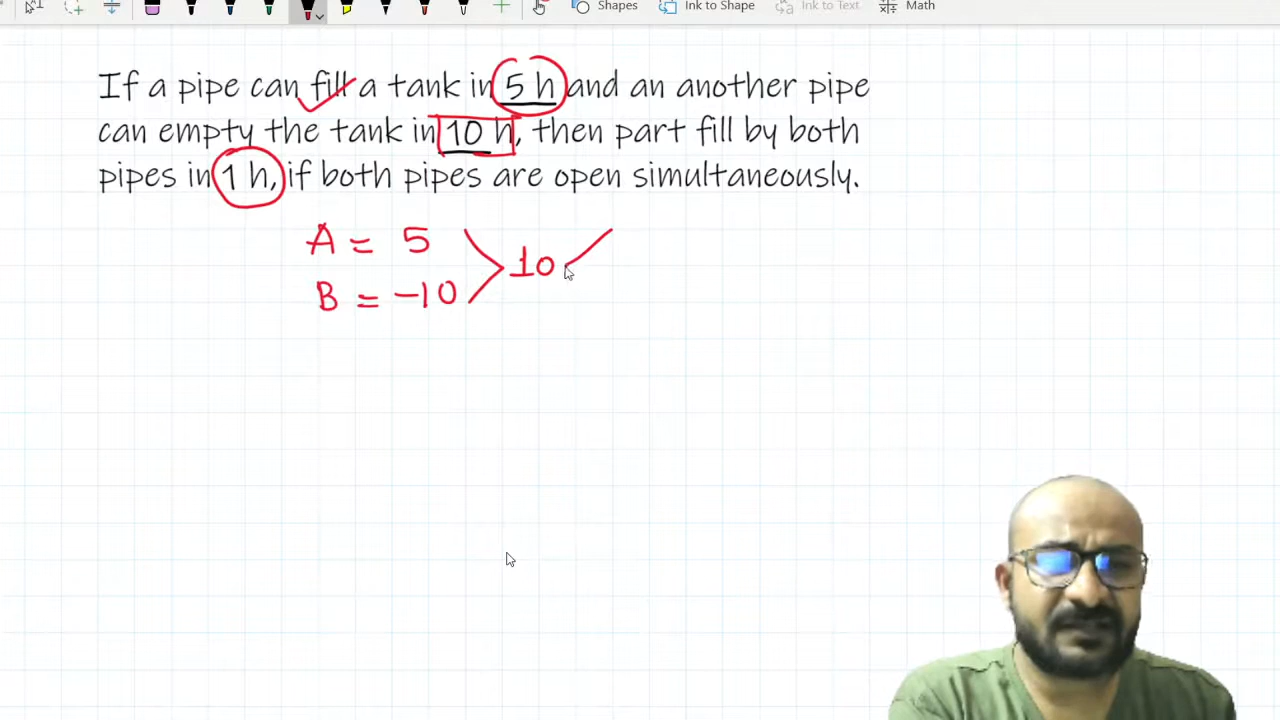 Shapes Ink to Shape Ink to Text Math
If a pipe can fill a tank in 5 h and an another pipe
can empty the tank in 10 h, then part fill by both
pipes in 1 h, if both pipes are open simultaneously.
A = 5
10
B = -10